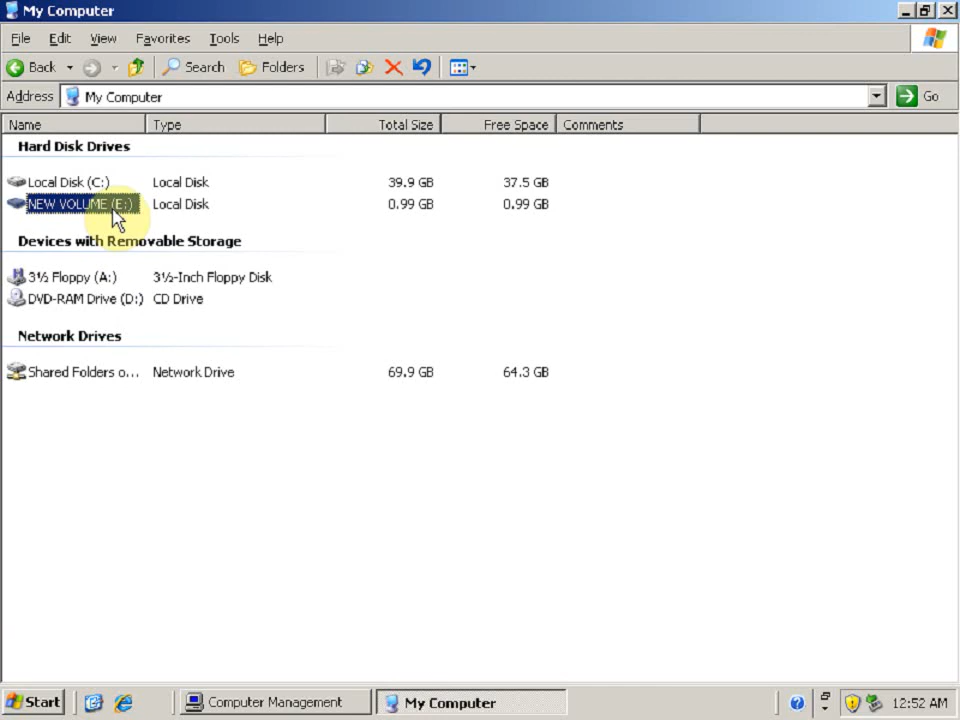 My Computer
File Edit View Favorites Tools Help
Back Search Folders
Address My Computer Go
Name Type Total Size Free Space Comments
Hard Disk Drives
Local Disk (C:) Local Disk 39.9 GB 37.5 GB
NEW VOLUME (E:) Local Disk 0.99 GB 0.99 GB
Devices with Removable Storage
3½ Floppy (A:) 3½-Inch Floppy Disk
DVD-RAM Drive (D:) CD Drive
Network Drives
Shared Folders o... Network Drive 69.9 GB 64.3 GB
Start Computer Management My Computer 12:52 AM